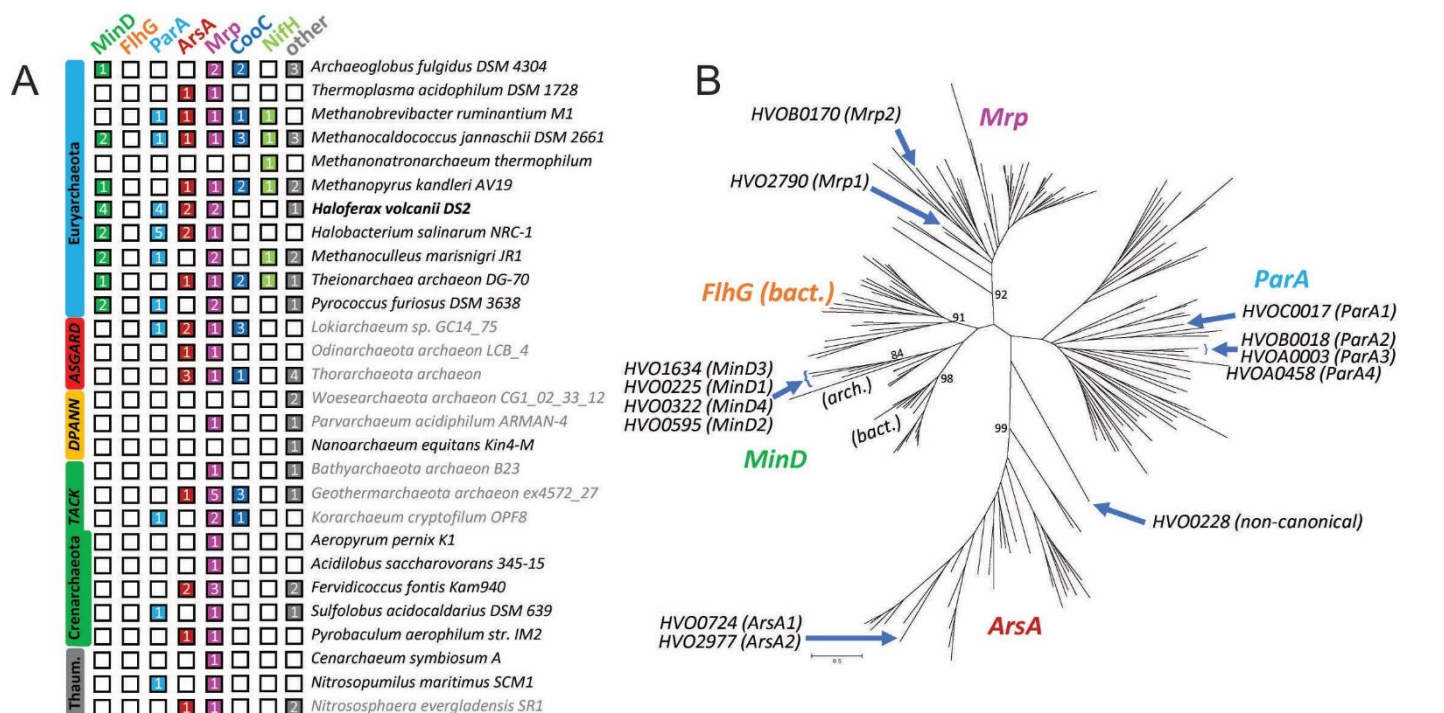 A
MinD FlhG ParA ArsA Mrp CooC NifH other
Euryarchaeota
1 2 2 3 Archaeoglobus fulgidus DSM 4304
1 1 Thermoplasma acidophilum DSM 1728
1 1 1 1 1 Methanobrevibacter ruminantium M1
2 1 1 1 3 1 3 Methanocaldococcus jannaschii DSM 2661
1 Methanonatronarchaeum thermophilum
1 1 1 2 1 2 Methanopyrus kandleri AV19
4 4 2 2 1 Haloferax volcanii DS2
2 5 2 1 Halobacterium salinarum NRC-1
2 1 2 1 2 Methanoculleus marisnigri JR1
1 1 1 2 1 1 Theionarchaea archaeon DG-70
2 1 2 1 Pyrococcus furiosus DSM 3638
ASGARD
1 2 1 3 Lokiarchaeum sp. GC14_75
1 1 Odinarchaeota archaeon LCB_4
3 1 1 4 Thorarchaeota archaeon
DPANN
2 Woesearchaeota archaeon CG1_02_33_12
1 1 Parvarchaeum acidiphilum ARMAN-4
1 Nanoarchaeum equitans Kin4-M
TACK
1 1 Bathyarchaeota archaeon B23
1 5 3 1 Geothermarchaeota archaeon ex4572_27
1 2 1 Korarchaeum cryptofilum OPF8
Crenarchaeota
1 Aeropyrum pernix K1
1 Acidilobus saccharovorans 345-15
2 3 2 Fervidicoccus fontis Kam940
1 1 1 Sulfolobus acidocaldarius DSM 639
1 1 Pyrobaculum aerophilum str. IM2
Thaum.
1 Cenarchaeum symbiosum A
1 1 Nitrosopumilus maritimus SCM1
1 1 2 Nitrososphaera evergladensis SR1
B
HVOB0170 (Mrp2)
Mrp
HVO2790 (Mrp1)
FlhG (bact.)
ParA
92
91
84
98
99
HVOC0017 (ParA1)
HVOB0018 (ParA2)
HVOA0003 (ParA3)
HVOA0458 (ParA4)
HVO1634 (MinD3)
HVO0225 (MinD1)
HVO0322 (MinD4)
HVO0595 (MinD2)
(arch.)
(bact.)
MinD
HVO0228 (non-canonical)
HVO0724 (ArsA1)
HVO2977 (ArsA2)
ArsA
0.5